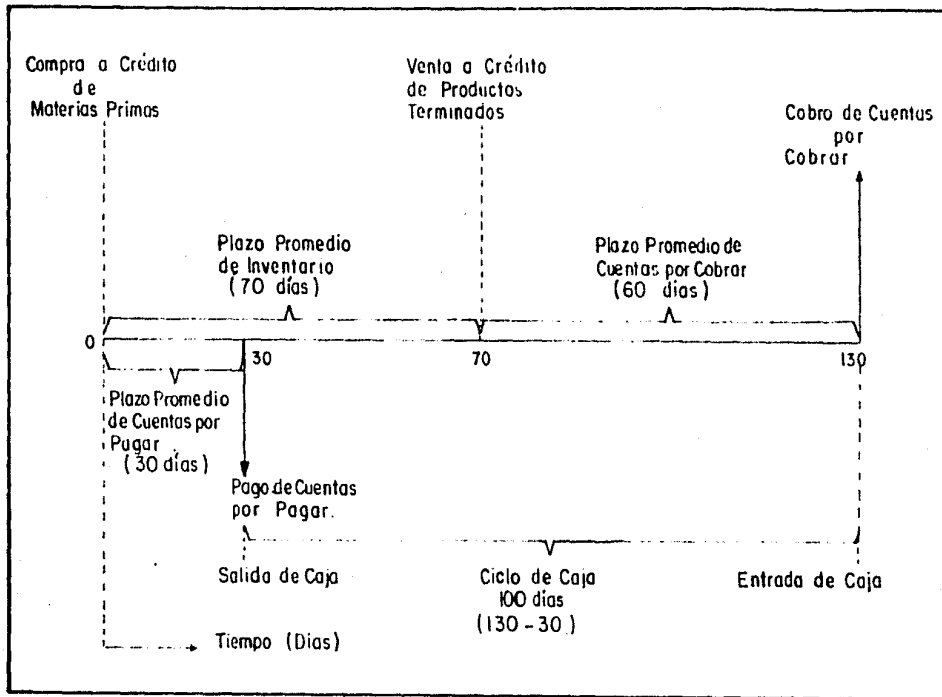 Compra a Crédito
de
Materias Primas
Venta a Crédito
de Productos
Terminados
Cobro de Cuentas
por
Cobrar
Plazo Promedio
de Inventario
(70 días)
Plazo Promedio de
Cuentas por Cobrar
(60 días)
0
30
70
130
Plazo Promedio
de Cuentas por
Pagar
(30 días)
Pago de Cuentas
por Pagar.
Salida de Caja
Ciclo de Caja
100 días
(130-30)
Entrada de Caja
Tiempo (Dias)